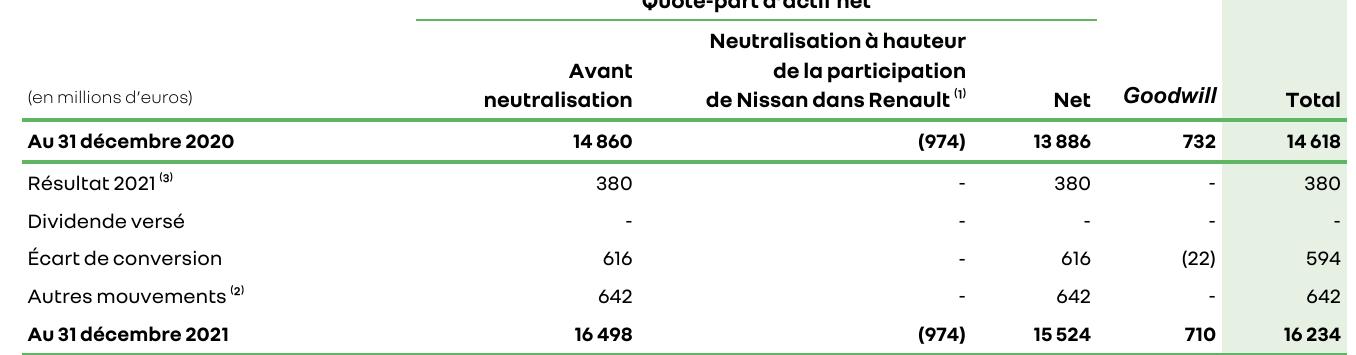 Quote-part d'actif net
Neutralisation à hauteur
Avant de la participation
(en millions d'euros) neutralisation de Nissan dans Renault (1) Net Goodwill Total
Au 31 décembre 2020 14 860 (974) 13 886 732 14 618
Résultat 2021 (3) 380 - 380 - 380
Dividende versé - - - - -
Écart de conversion 616 - 616 (22) 594
Autres mouvements (2) 642 - 642 - 642
Au 31 décembre 2021 16 498 (974) 15 524 710 16 234